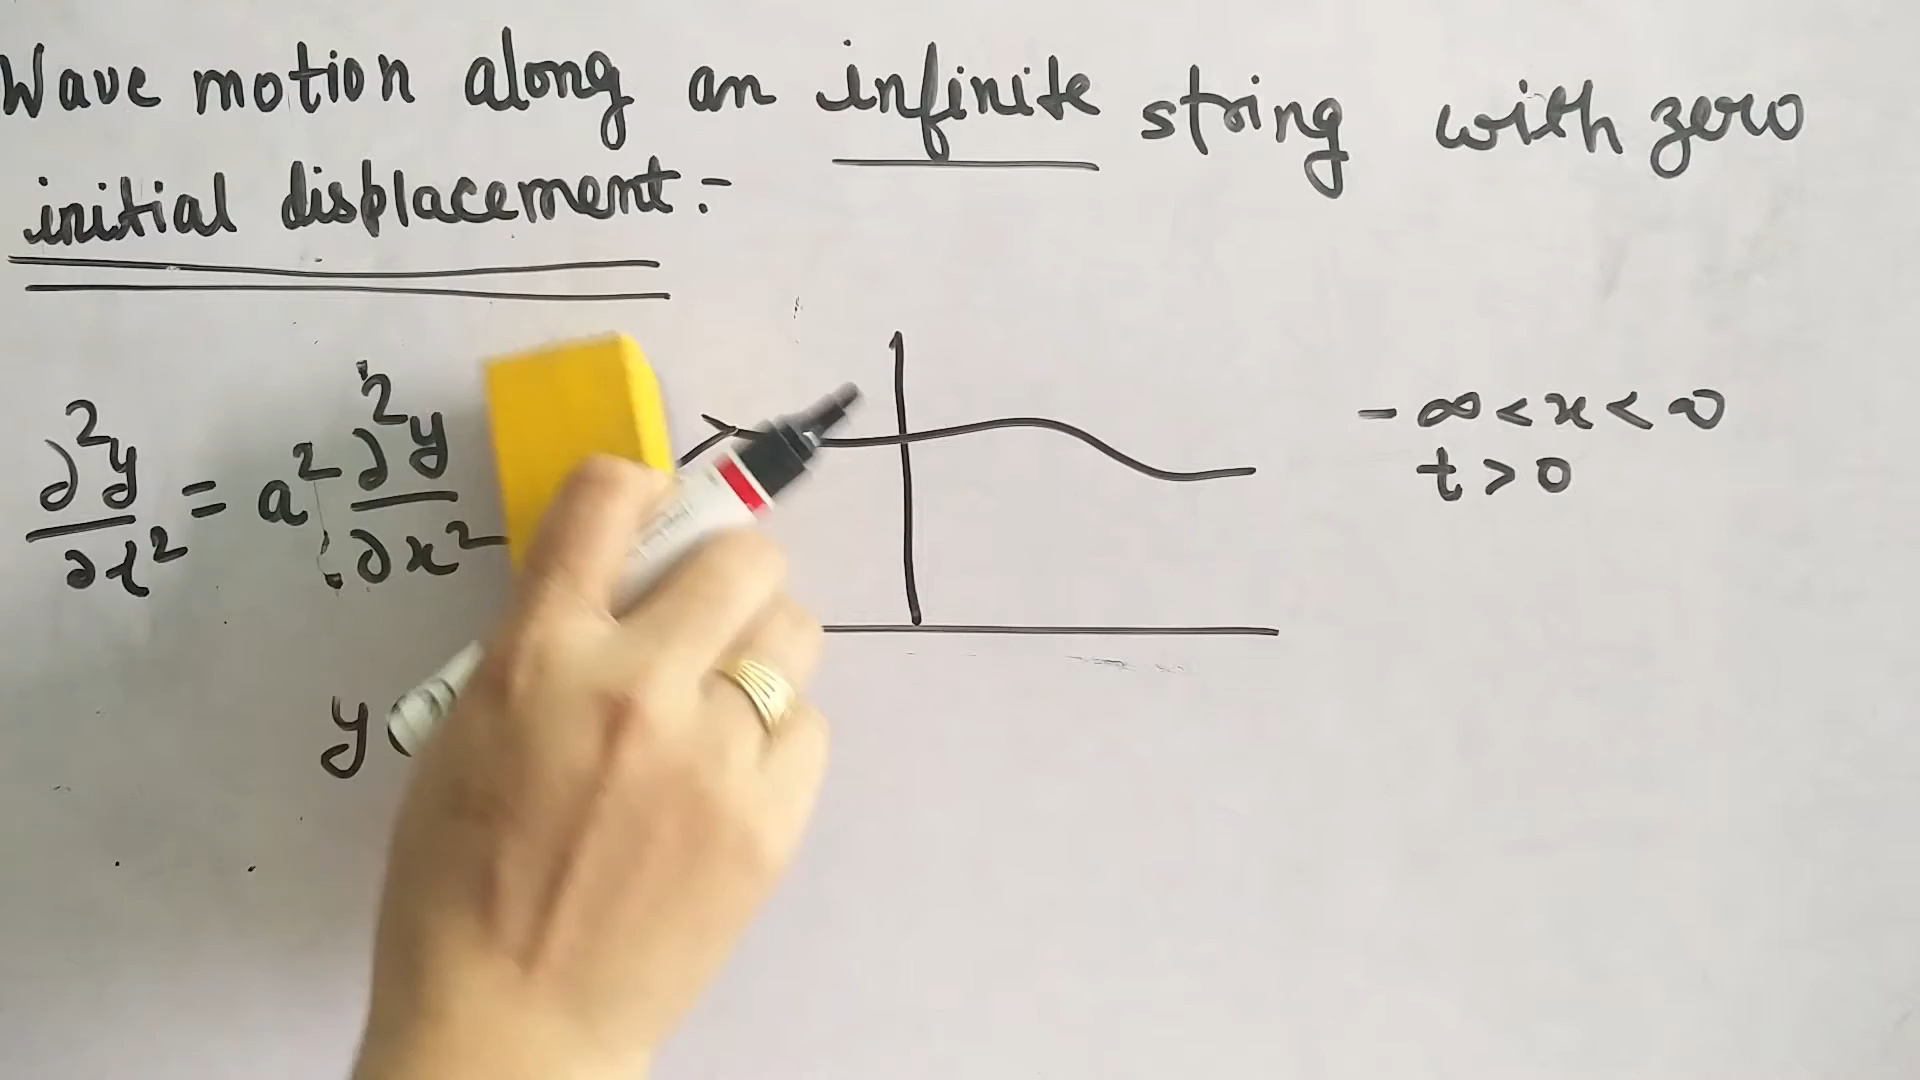 Wave motion along an infinite string with zero
initial displacement:-
∂²y/∂t² = a² ∂²y/∂x²
-∞ < x < ∞
t > 0
y(